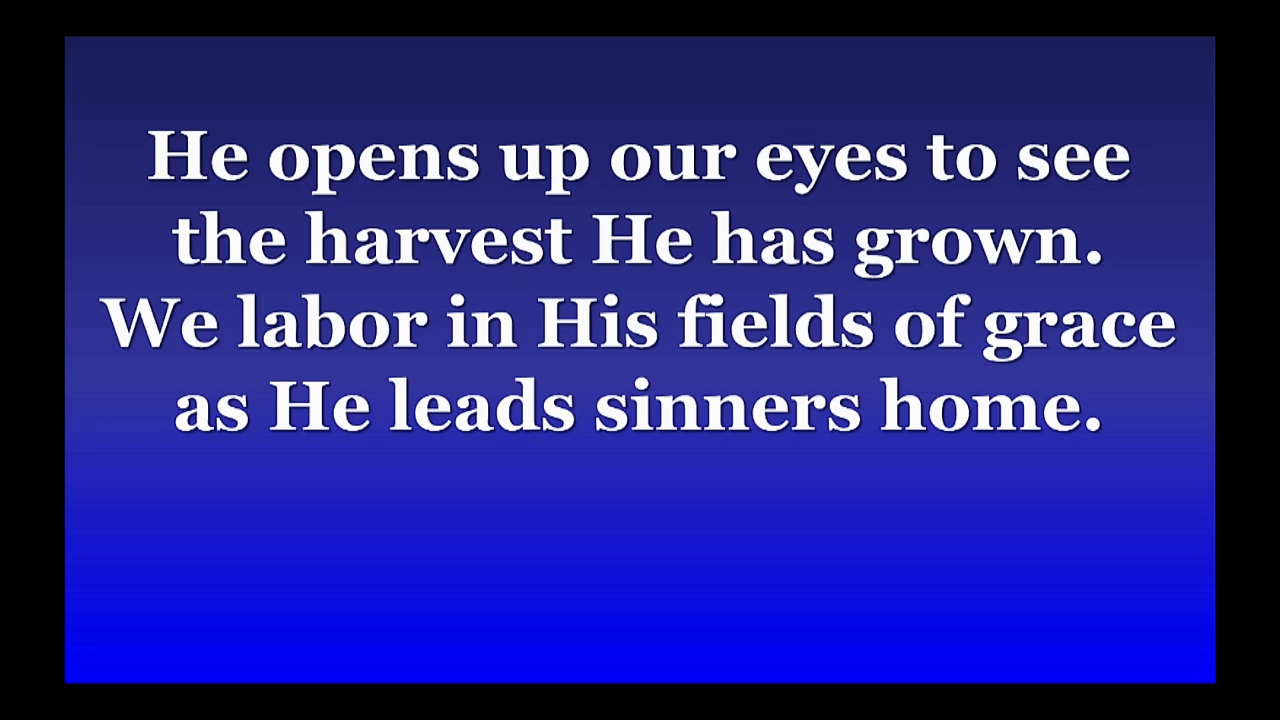 He opens up our eyes to see
the harvest He has grown.
We labor in His fields of grace
as He leads sinners home.